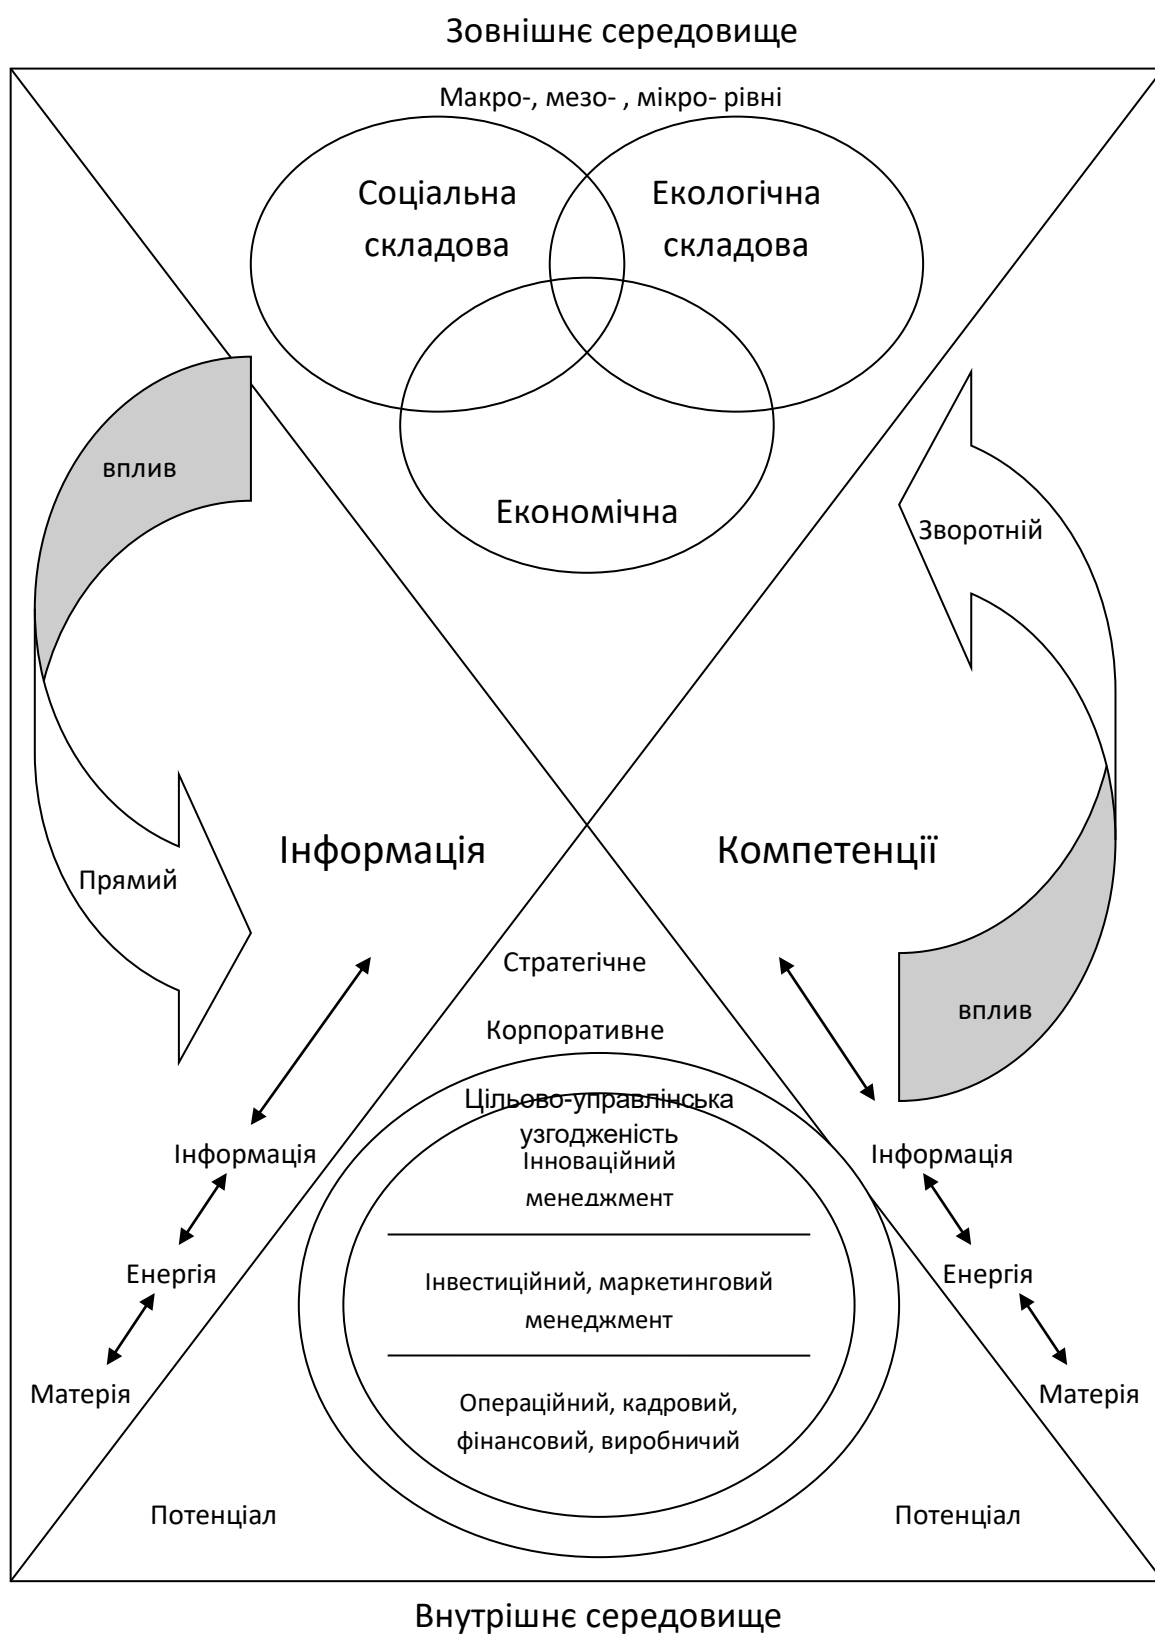 Зовнішнє середовище
Макро-, мезо- , мікро- рівні
Соціальна
складова
Екологічна
складова
Економічна
вплив
Зворотній
Прямий
Інформація
Компетенції
Стратегічне
Корпоративне
вплив
Цільово-управлінська
узгодженість
Інноваційний
менеджмент
Інформація
Інформація
Енергія
Енергія
Інвестиційний, маркетинговий
менеджмент
Матерія
Матерія
Операційний, кадровий,
фінансовий, виробничий
Потенціал
Потенціал
Внутрішнє середовище